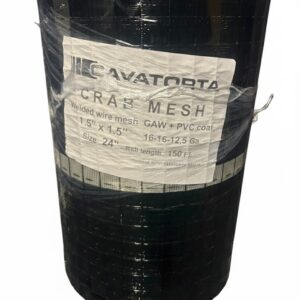 CAVATORTA
CRAB MESH
Welded wire mesh GAW + PVC coat
1.5" x 1.5" 16-16-12,5 Ga
Size 24" Roll length 150 Ft